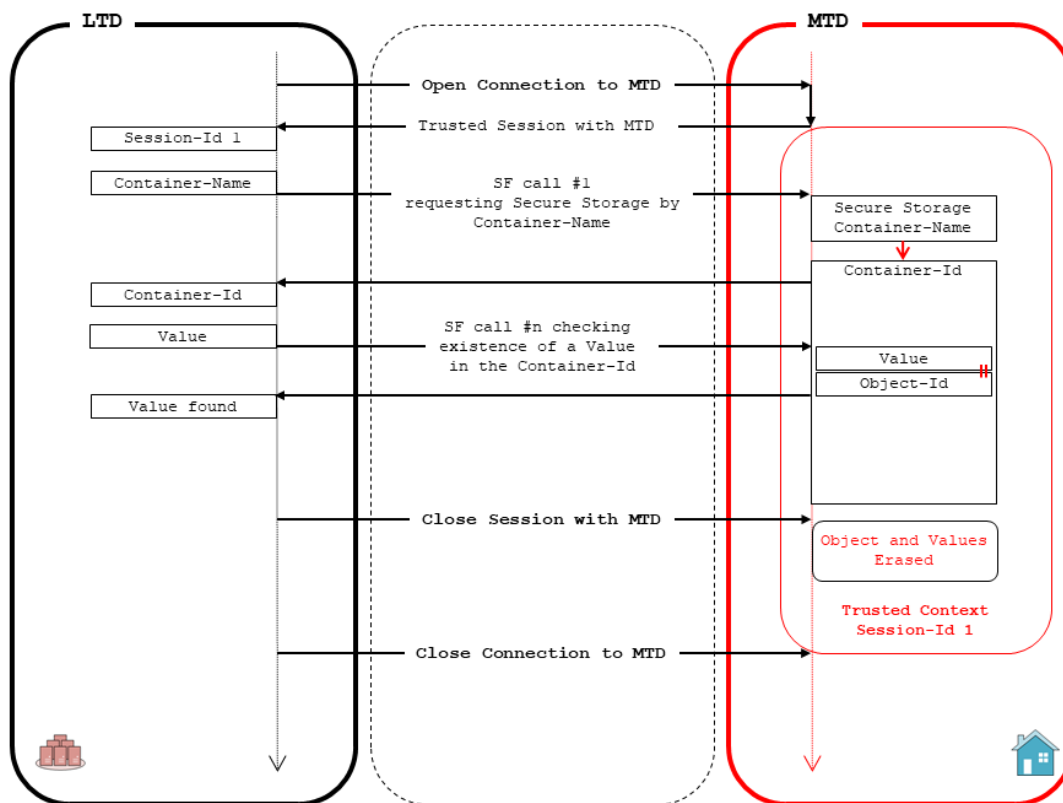 LTD
MTD
Open Connection to MTD
Trusted Session with MTD
Session-Id 1
Container-Name
SF call #1
requesting Secure Storage by
Container-Name
Secure Storage
Container-Name
Container-Id
Container-Id
Value
SF call #n checking
existence of a Value
in the Container-Id
Value
Object-Id
Value found
Close Session with MTD
Object and Values
Erased
Trusted Context
Session-Id 1
Close Connection to MTD